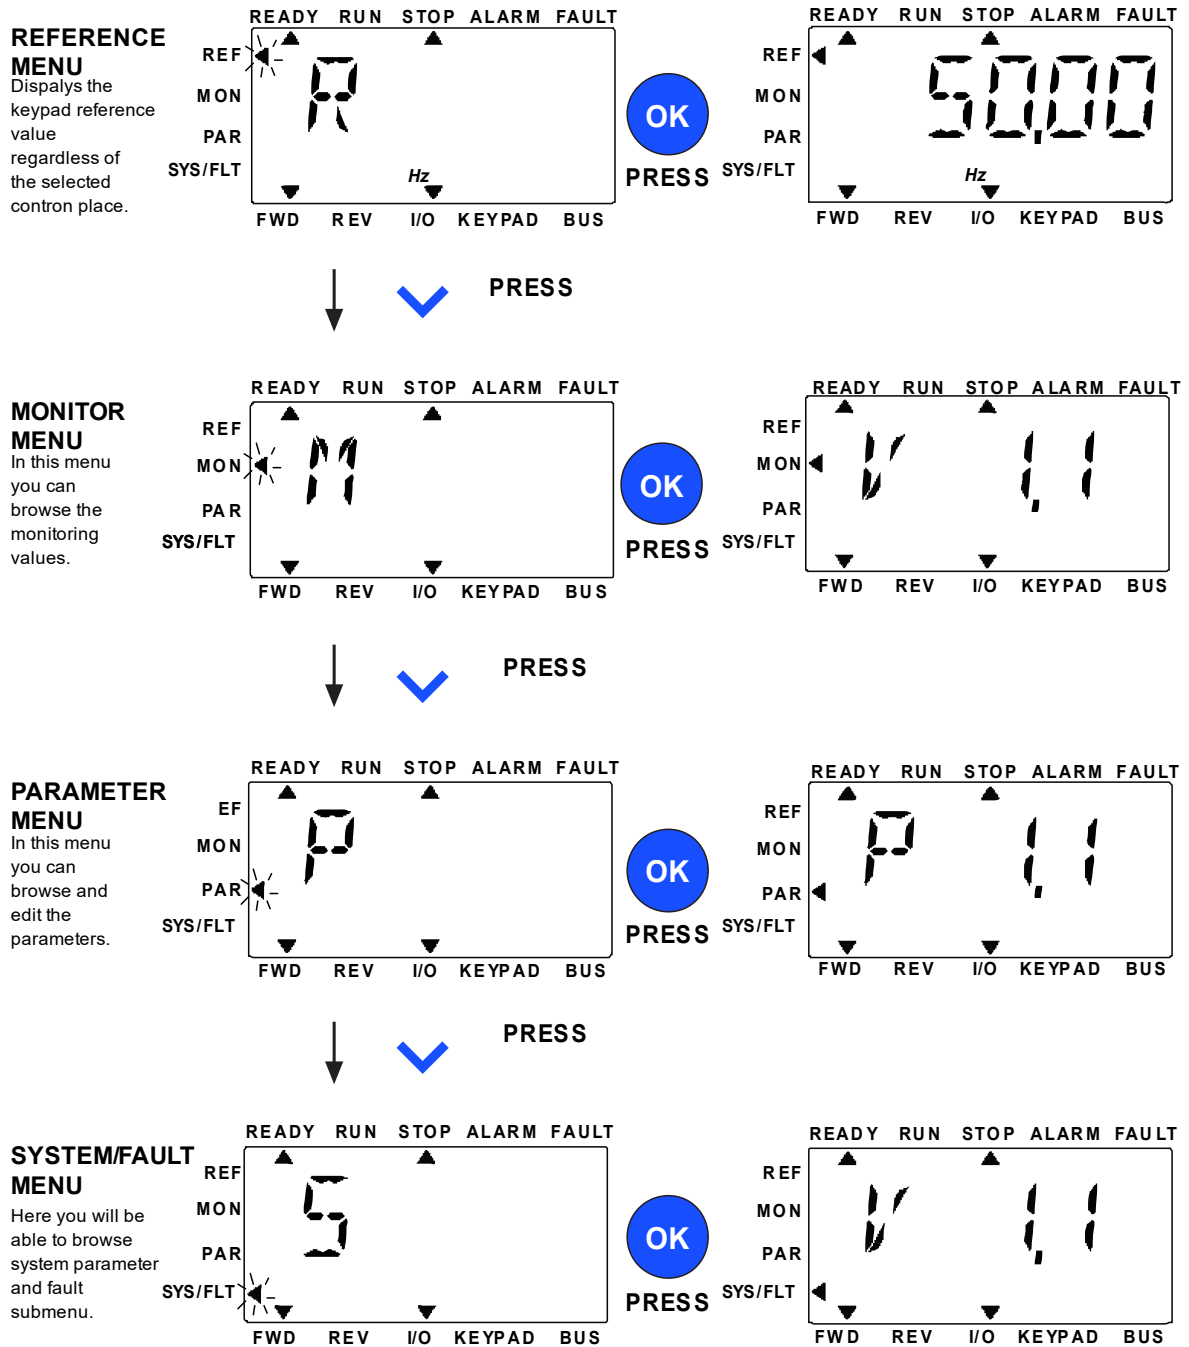 READY RUN STOP ALARM FAULT
REFERENCE
MENU
Dispalys the
keypad reference
value
regardless of
the selected
contron place.
REF
MON
PAR
SYS/FLT
R
Hz
FWD REV I/O KEYPAD BUS
OK
PRESS
READY RUN STOP ALARM FAULT
REF
MON
PAR
SYS/FLT
50,00
Hz
FWD REV I/O KEYPAD BUS
PRESS
READY RUN STOP ALARM FAULT
MONITOR
MENU
In this menu
you can
browse the
monitoring
values.
REF
MON
PAR
SYS/FLT
M
FWD REV I/O KEYPAD BUS
OK
PRESS
READY RUN STOP ALARM FAULT
REF
MON
PAR
SYS/FLT
V 1,1
FWD REV I/O KEYPAD BUS
PRESS
READY RUN STOP ALARM FAULT
PARAMETER
MENU
In this menu
you can
browse and
edit the
parameters.
EF
MON
PAR
SYS/FLT
P
FWD REV I/O KEYPAD BUS
OK
PRESS
READY RUN STOP ALARM FAULT
REF
MON
PAR
SYS/FLT
P 1,1
FWD REV I/O KEYPAD BUS
PRESS
READY RUN STOP ALARM FAULT
SYSTEM/FAULT
MENU
Here you will be
able to browse
system parameter
and fault
submenu.
REF
MON
PAR
SYS/FLT
S
FWD REV I/O KEYPAD BUS
OK
PRESS
READY RUN STOP ALARM FAULT
REF
MON
PAR
SYS/FLT
V 1,1
FWD REV I/O KEYPAD BUS